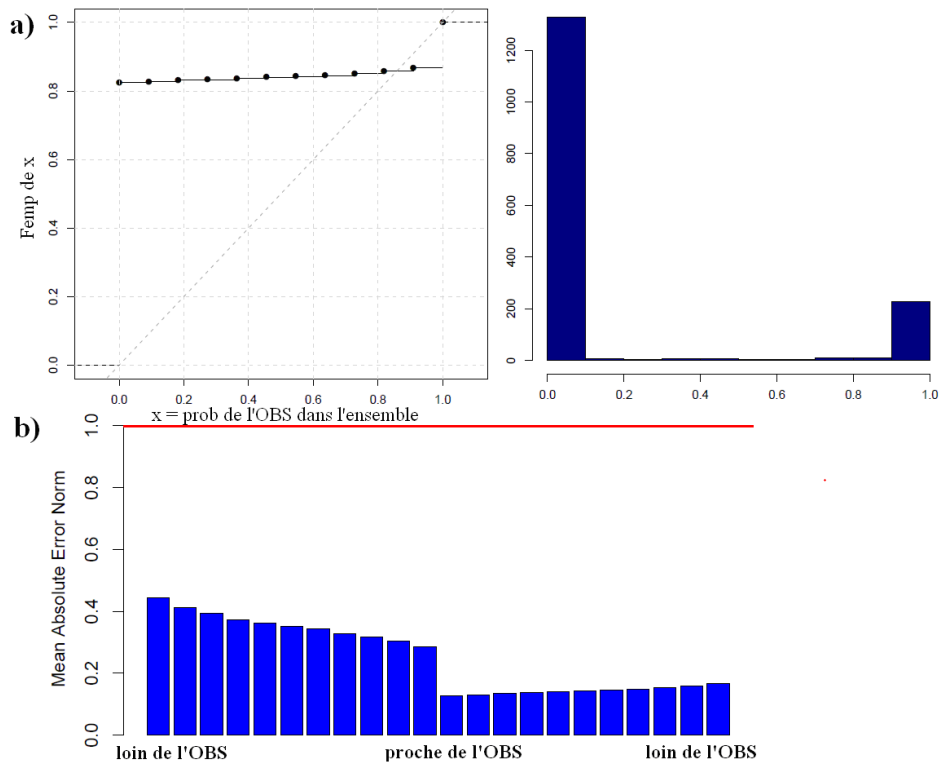 a)
1.0
0.8
0.6
0.4
0.2
0.0
Femp de x
0.0 0.2 0.4 0.6 0.8 1.0
x = prob de l'OBS dans l'ensemble
1200
1000
800
600
400
200
0
0.0 0.2 0.4 0.6 0.8 1.0
b)
1.0
0.8
0.6
0.4
0.2
0.0
Mean Absolute Error Norm
loin de l'OBS proche de l'OBS loin de l'OBS